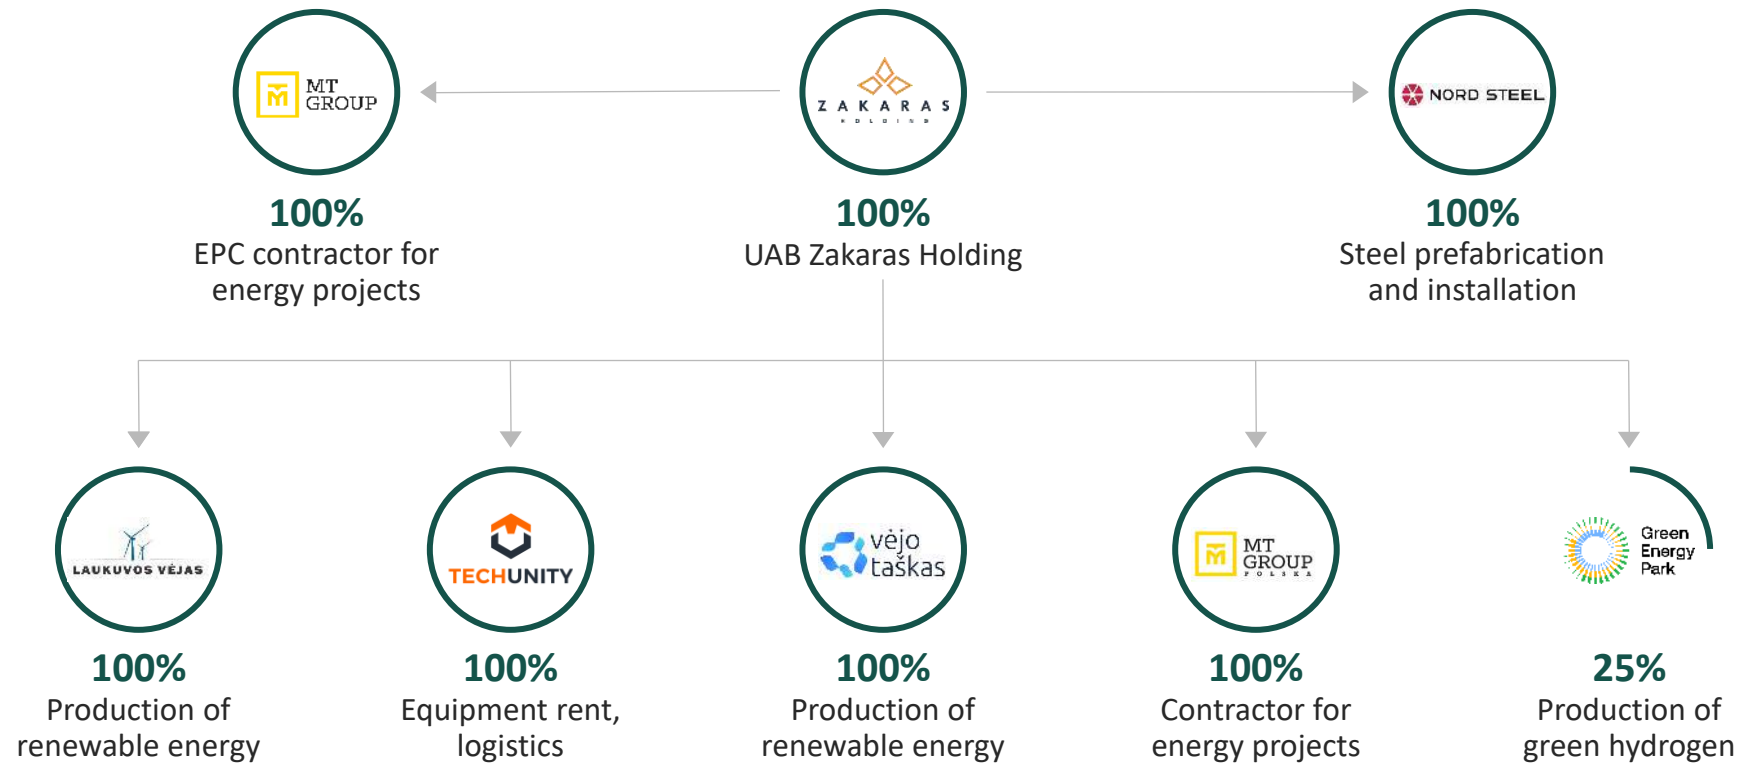 MT
GROUP
ZAKARAS
HOLDING
NORD STEEL
100%
EPC contractor for
energy projects
100%
UAB Zakaras Holding
100%
Steel prefabrication
and installation
LAUKUVOS VĖJAS
TECHUNITY
vėjo
taškas
MT
GROUP
POLSKA
Green
Energy
Park
100%
Production of
renewable energy
100%
Equipment rent,
logistics
100%
Production of
renewable energy
100%
Contractor for
energy projects
25%
Production of
green hydrogen